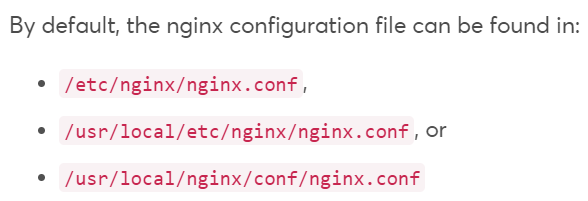 By default, the nginx configuration file can be found in:
• /etc/nginx/nginx.conf,
• /usr/local/etc/nginx/nginx.conf, or
• /usr/local/nginx/conf/nginx.conf